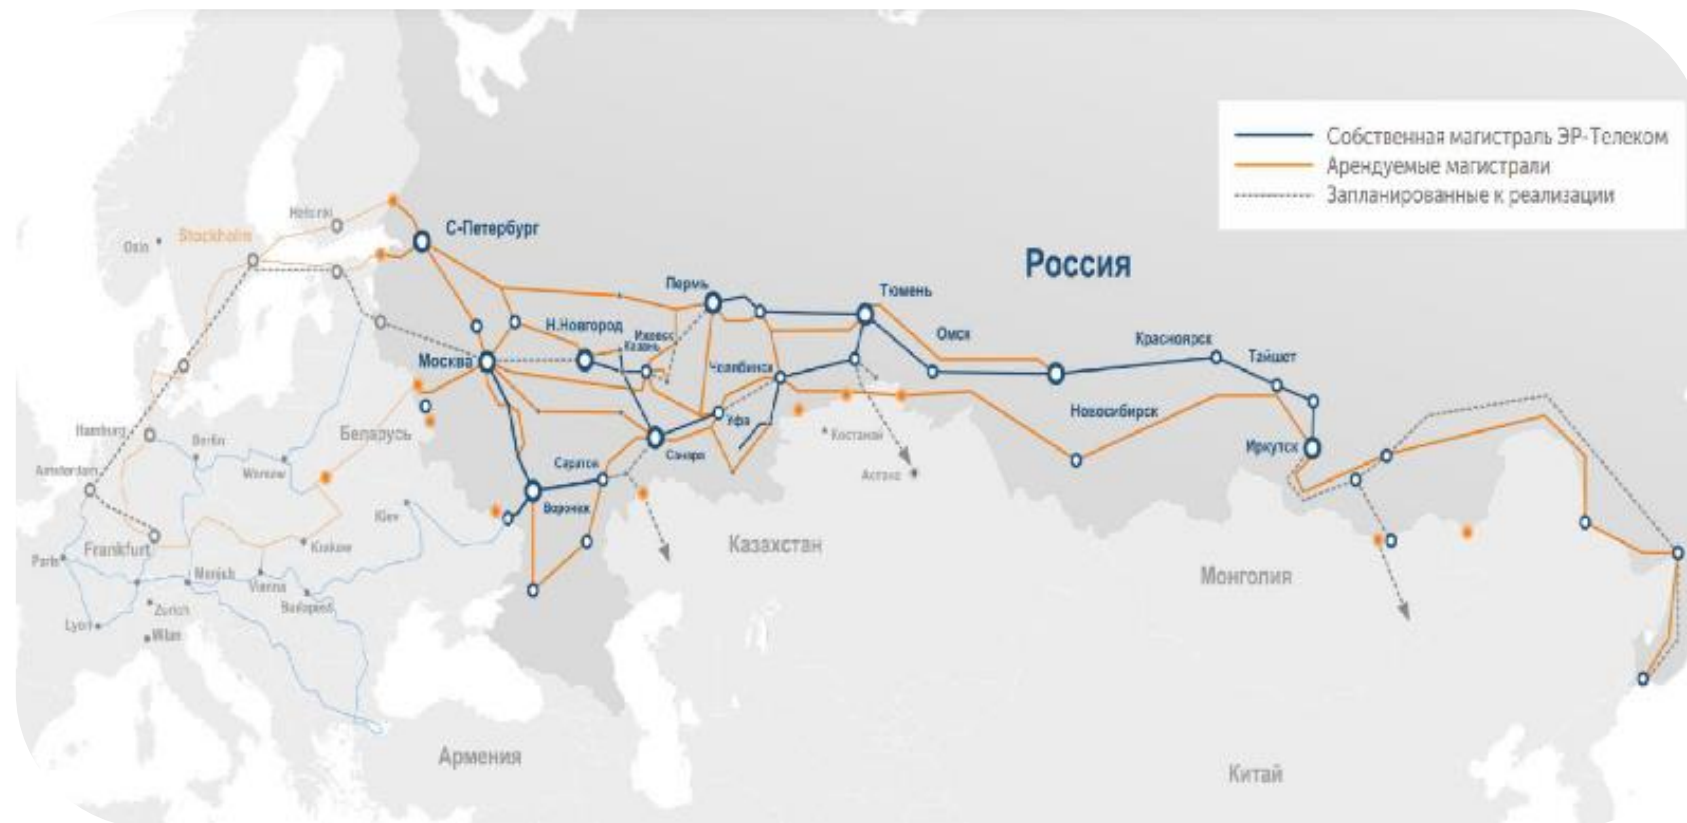 Собственная магистраль ЭР-Телеком
Арендуемые магистрали
Запланированные к реализации
Helsinki
С-Петербург
Stockholm
Oslo
Россия
Пермь
Тюмень
Н.Новгород
Ижевск
Казань
Омск
Красноярск
Тайшет
Москва
Челябинск
Новосибирск
Уфа
Hamburg
Berlin
Беларусь
Костанай
Иркутск
Самара
Саратов
Amsterdam
Warsaw
Астана
Воронеж
Kiev
Frankfurt
Krakow
Казахстан
Paris
Munich
Vienna
Монголия
Zurich
Budapest
Lyon
Milan
Армения
Китай